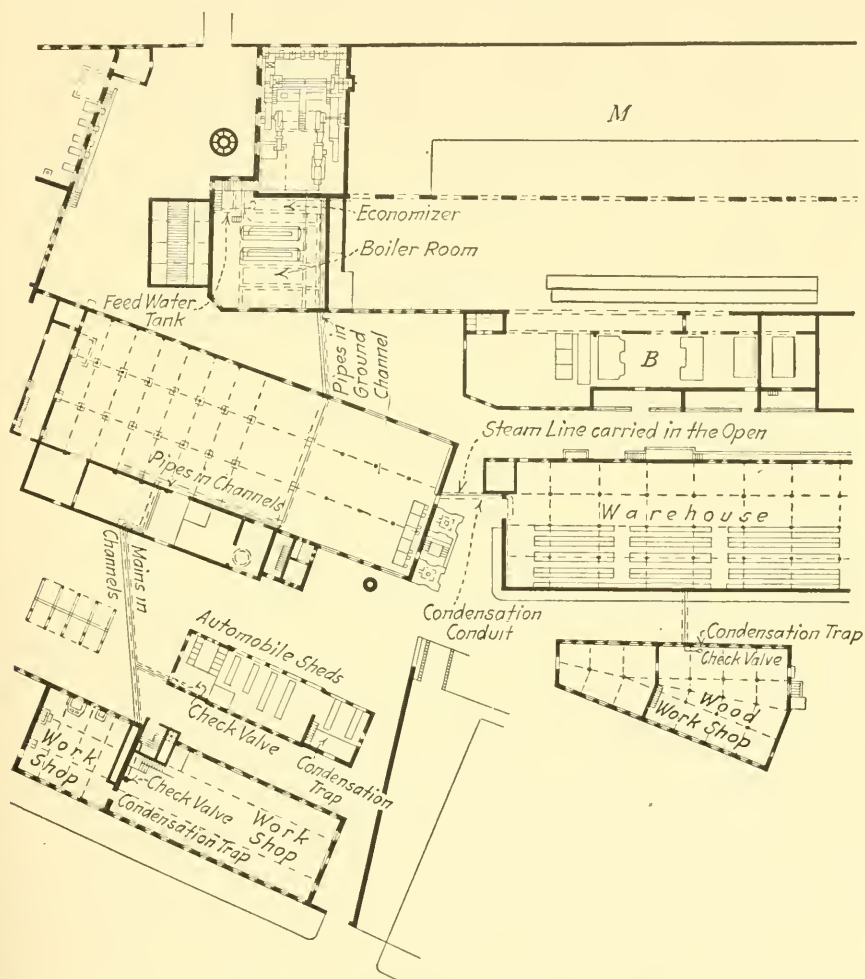 M
Economizer
Boiler Room
Feed Water
Tank
Pipes in
Ground
Channel
B
Steam Line carried in the Open
Pipes in Channels
Warehouse
Mains in
Channels
Condensation
Conduit
Automobile Sheds
Condensation Trap
Check Valve
Wood
Work Shop
Check Valve
Condensation
Trap
Work
Shop
Check Valve
Condensation Trap
Work
Shop